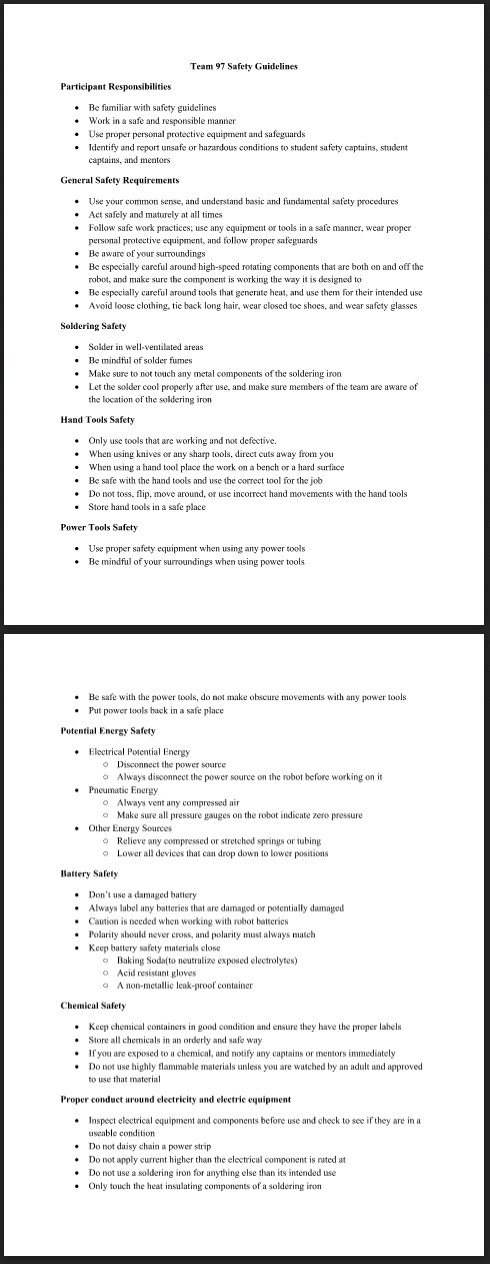 Team 97 Safety Guidelines
Participant Responsibilities
• Be familiar with safety guidelines
• Work in a safe and responsible manner
• Use proper personal protective equipment and safeguards
• Identify and report unsafe or hazardous conditions to student safety captains, student
captains, and mentors
General Safety Requirements
• Use your common sense, and understand basic and fundamental safety procedures
• Act safely and maturely at all times
• Follow safe work practices; use any equipment or tools in a safe manner, wear proper
personal protective equipment, and follow proper safeguards
• Be aware of your surroundings
• Be especially careful around high-speed rotating components that are both on and off the
robot, and make sure the component is working the way it is designed to
• Be especially careful around tools that generate heat, and use them for their intended use
• Avoid loose clothing, tie back long hair, wear closed toe shoes, and wear safety glasses
Soldering Safety
• Solder in well-ventilated areas
• Be mindful of solder fumes
• Make sure to not touch any metal components of the soldering iron
• Let the solder cool properly after use, and make sure members of the team are aware of
the location of the soldering iron
Hand Tools Safety
• Only use tools that are working and not defective.
• When using knives or any sharp tools, direct cuts away from you
• When using a hand tool place the work on a bench or a hard surface
• Be safe with the hand tools and use the correct tool for the job
• Do not toss, flip, move around, or use incorrect hand movements with the hand tools
• Store hand tools in a safe place
Power Tools Safety
• Use proper safety equipment when using any power tools
• Be mindful of your surroundings when using power tools
• Be safe with the power tools, do not make obscure movements with any power tools
• Put power tools back in a safe place
Potential Energy Safety
• Electrical Potential Energy
○ Disconnect the power source
○ Always disconnect the power source on the robot before working on it
• Pneumatic Energy
○ Always vent any compressed air
○ Make sure all pressure gauges on the robot indicate zero pressure
• Other Energy Sources
○ Relieve any compressed or stretched springs or tubing
○ Lower all devices that can drop down to lower positions
Battery Safety
• Don't use a damaged battery
• Always label any batteries that are damaged or potentially damaged
• Caution is needed when working with robot batteries
• Polarity should never cross, and polarity must always match
• Keep battery safety materials close
○ Baking Soda(to neutralize exposed electrolytes)
○ Acid resistant gloves
○ A non-metallic leak-proof container
Chemical Safety
• Keep chemical containers in good condition and ensure they have the proper labels
• Store all chemicals in an orderly and safe way
• If you are exposed to a chemical, and notify any captains or mentors immediately
• Do not use highly flammable materials unless you are watched by an adult and approved
to use that material
Proper conduct around electricity and electric equipment
• Inspect electrical equipment and components before use and check to see if they are in a
useable condition
• Do not daisy chain a power strip
• Do not apply current higher than the electrical component is rated at
• Do not use a soldering iron for anything else than its intended use
• Only touch the heat insulating components of a soldering iron